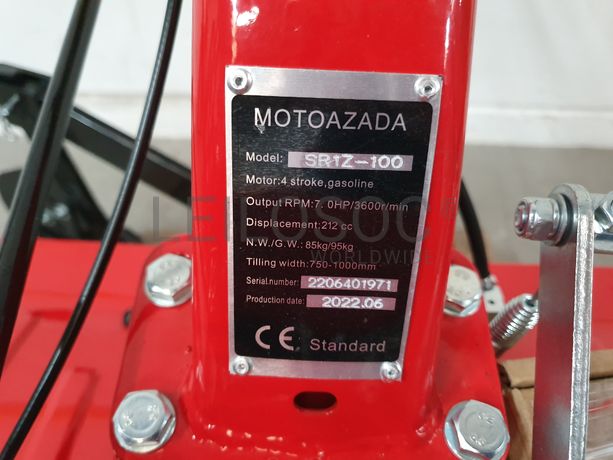 MOTOAZADA
Model: SR1Z-100
Motor:4 stroke,gasoline
Output RPM:7. 0HP/3600r/min
Displacement:212 cc
N.W./G.W.: 85kg/95kg
Tilling width:750-1000mm
Serial.number: 2206401971
Production date: 2022.06
CE Standard
WORLDWIDE